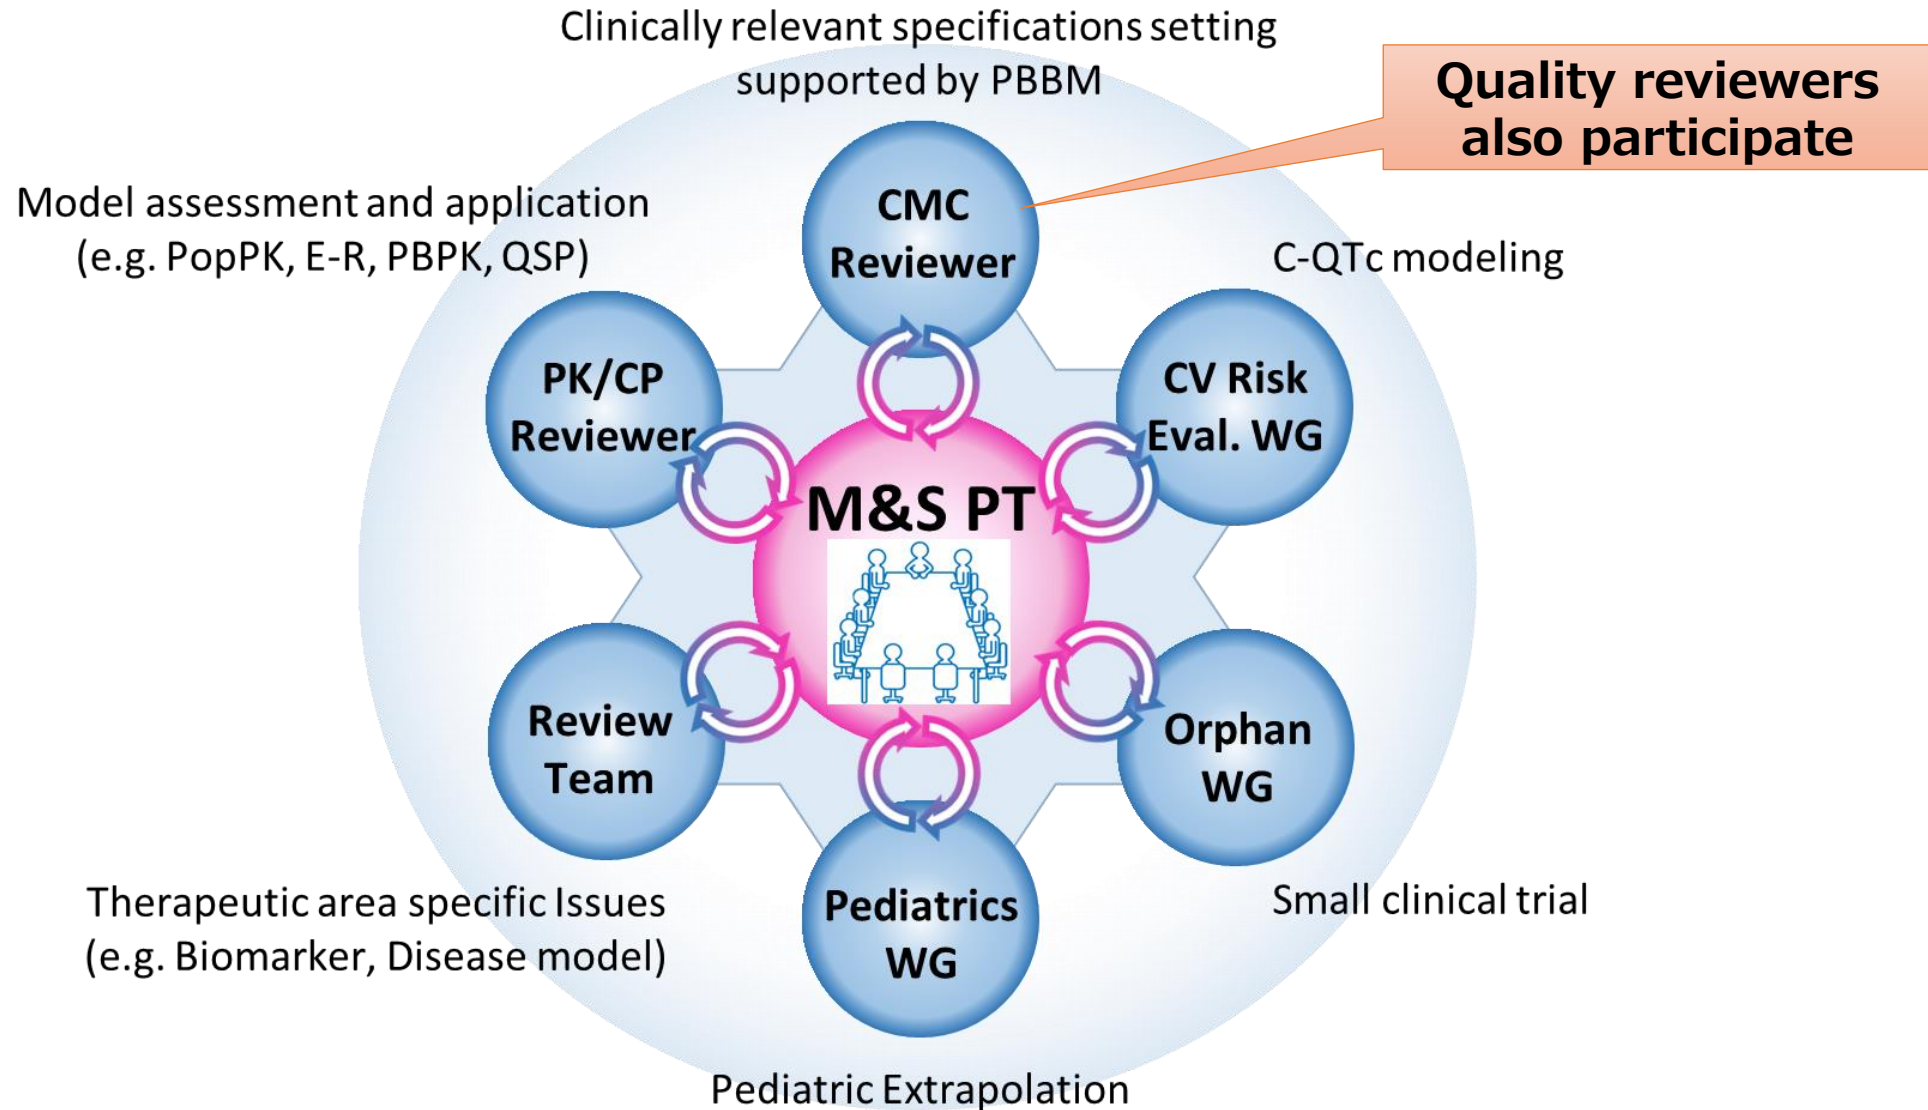 Clinically relevant specifications setting
supported by PBBM
Quality reviewers
also participate
Model assessment and application
(e.g. PopPK, E-R, PBPK, QSP)
CMC
Reviewer
C-QTc modeling
PK/CP
Reviewer
CV Risk
Eval. WG
M&S PT
Review
Team
Orphan
WG
Therapeutic area specific Issues
(e.g. Biomarker, Disease model)
Pediatrics
WG
Small clinical trial
Pediatric Extrapolation